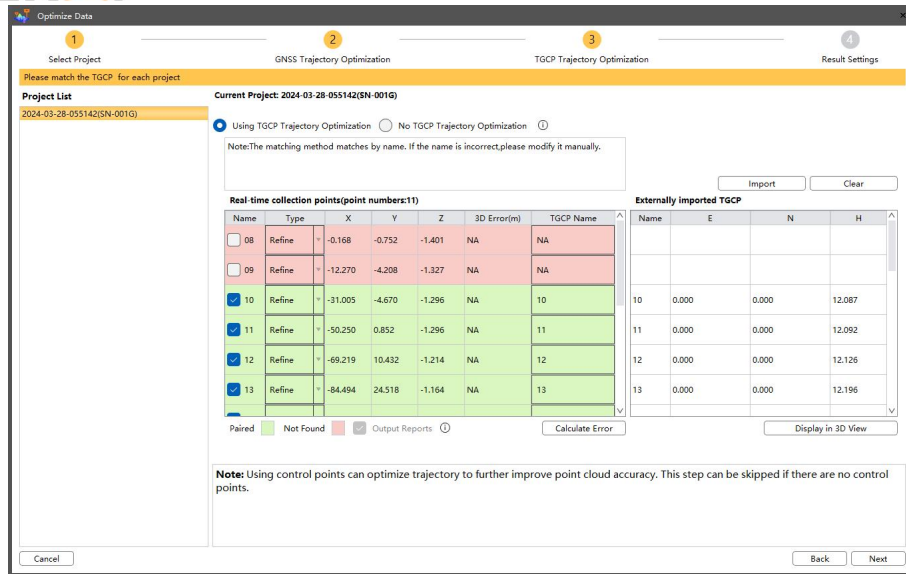 Optimize Data
1
2
3
4
Select Project
GNSS Trajectory Optimization
TGCP Trajectory Optimization
Result Settings
Please match the TGCP for each project
Project List
2024-03-28-055142(SN-001G)
Current Project: 2024-03-28-055142(SN-001G)
Using TGCP Trajectory Optimization No TGCP Trajectory Optimization
Note:The matching method matches by name. If the name is incorrect,please modify it manually.
Import Clear
Real-time collection points(point numbers:11)
Externally imported TGCP
Name Type X Y Z 3D Error(m) TGCP Name Name E N H
08 Refine -0.168 -0.752 -1.401 NA NA
09 Refine -12.270 -4.208 -1.327 NA NA
10 Refine -31.005 -4.670 -1.296 NA 10 10 0.000 0.000 12.087
11 Refine -50.250 0.852 -1.296 NA 11 11 0.000 0.000 12.092
12 Refine -69.219 10.432 -1.214 NA 12 12 0.000 0.000 12.126
13 Refine -84.494 24.518 -1.164 NA 13 13 0.000 0.000 12.196
Paired Not Found Output Reports Calculate Error Display in 3D View
Note: Using control points can optimize trajectory to further improve point cloud accuracy. This step can be skipped if there are no control
points.
Cancel Back Next